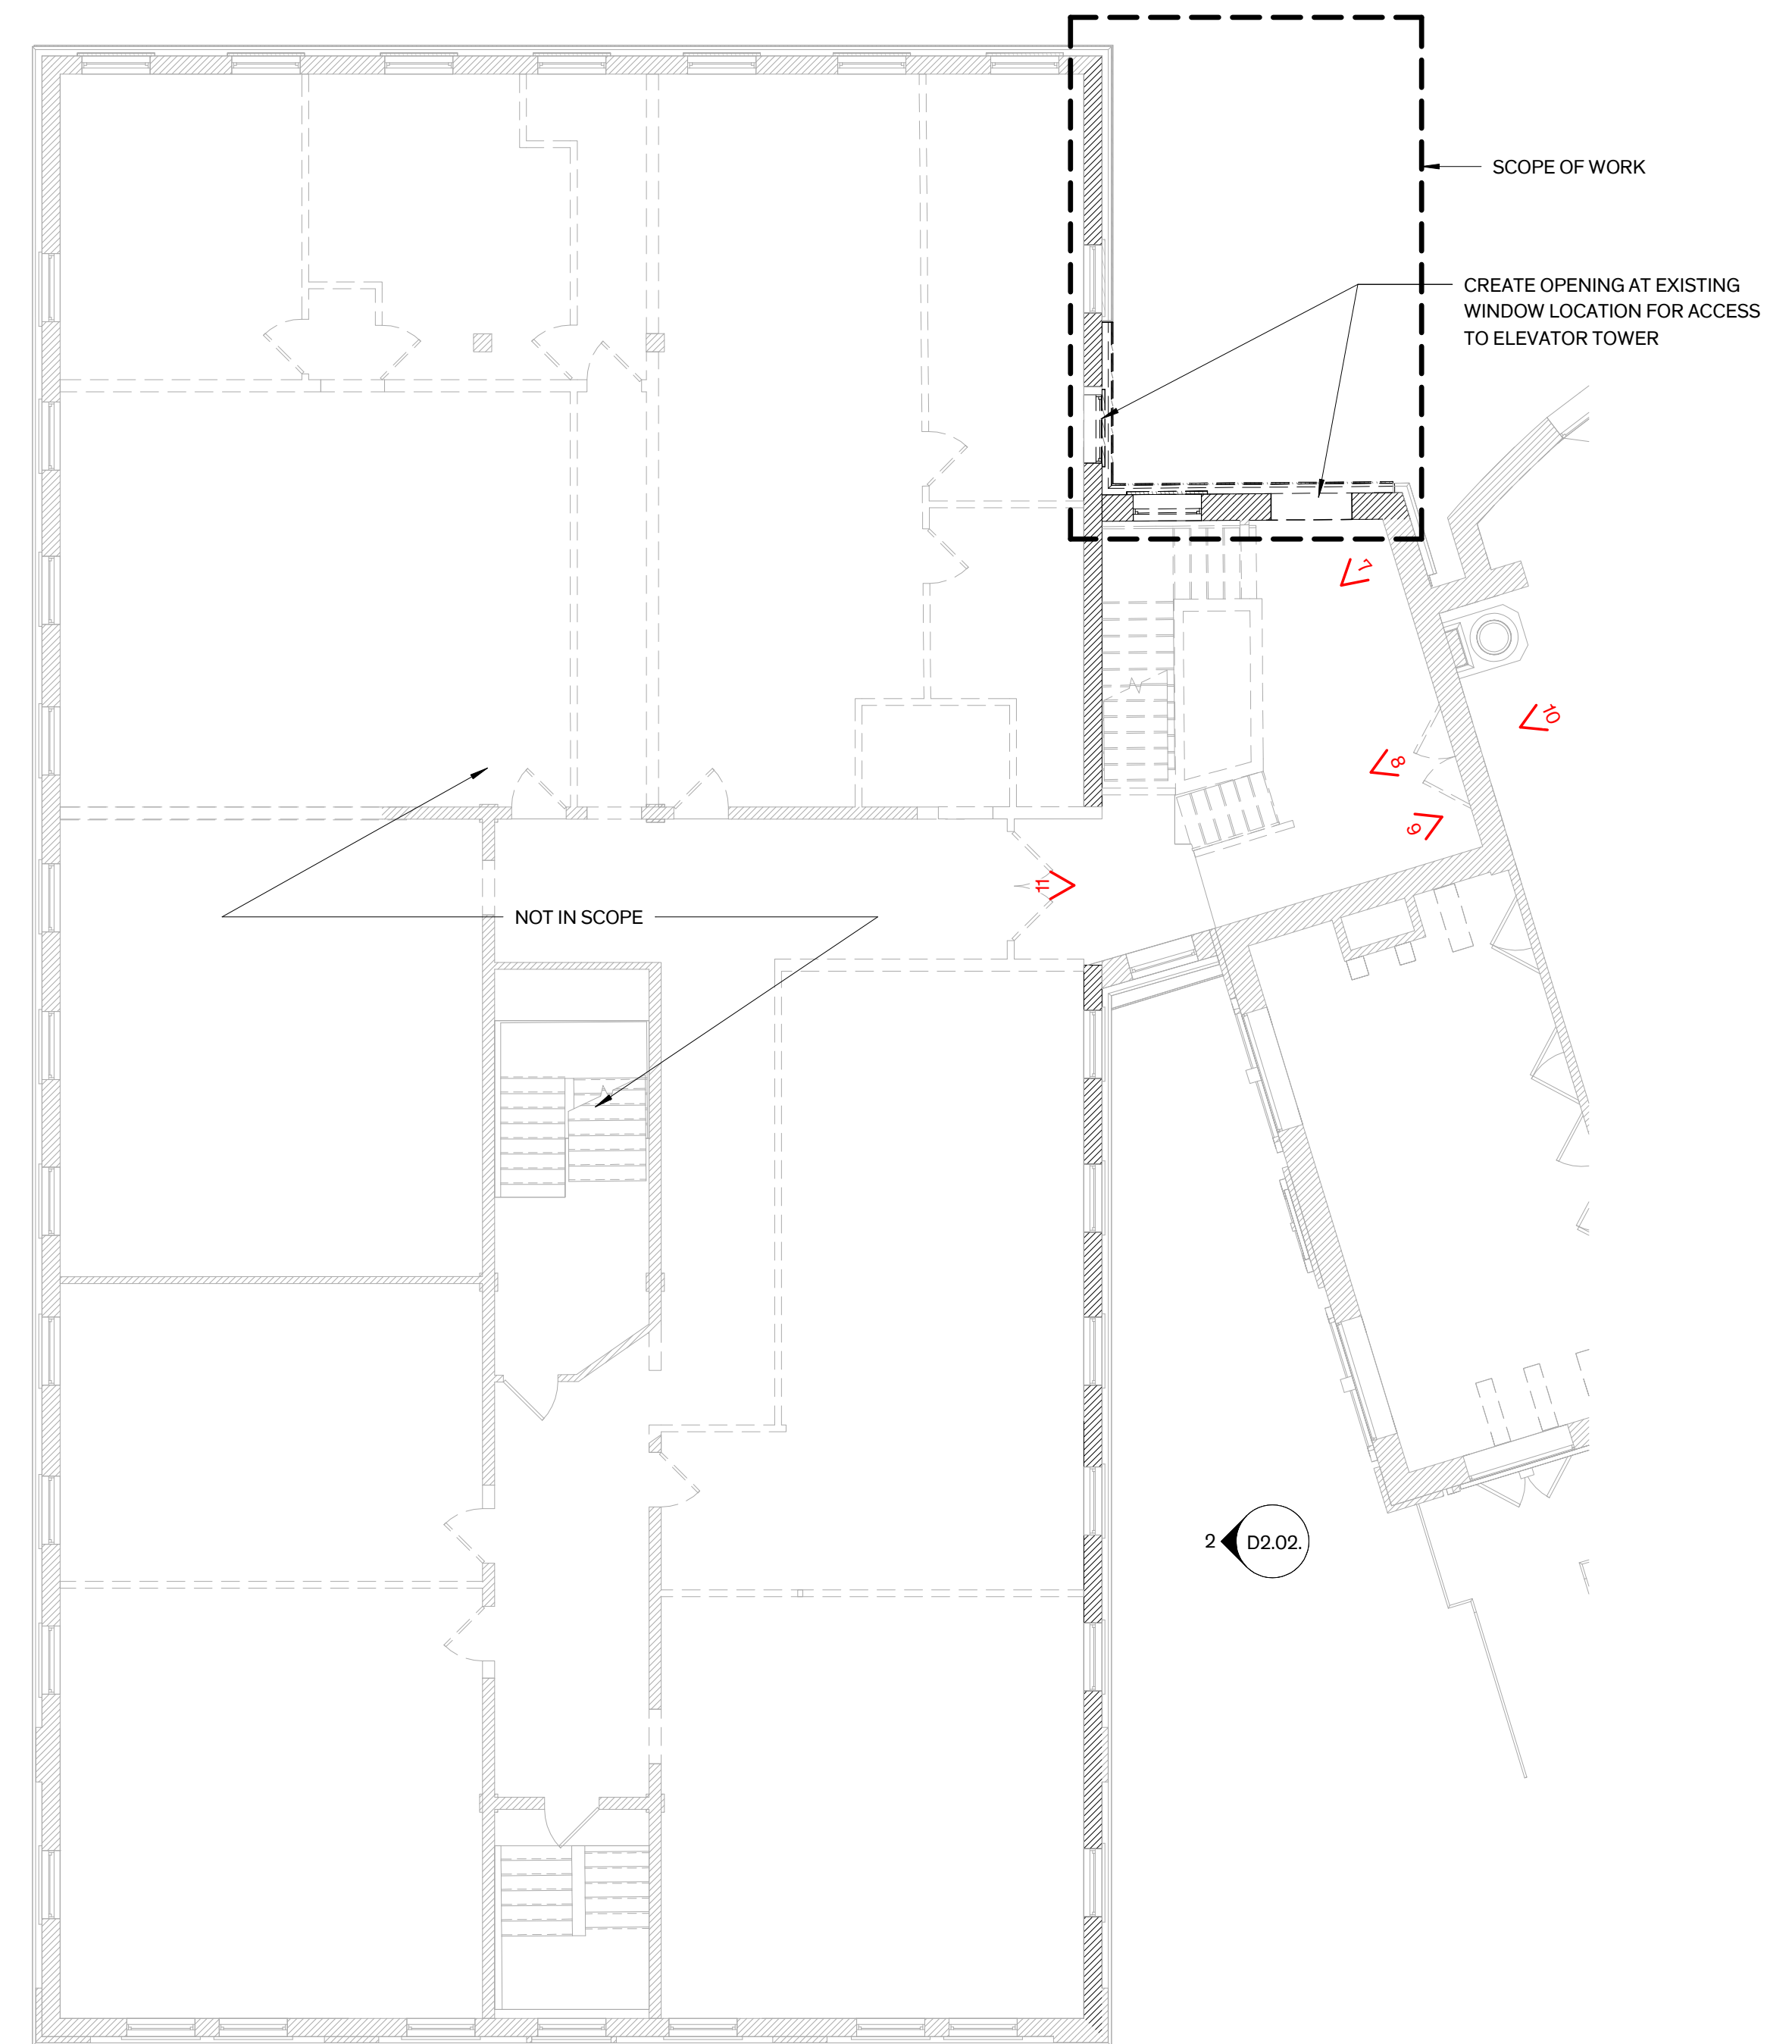 SCOPE OF WORK
CREATE OPENING AT EXISTING
WINDOW LOCATION FOR ACCESS
TO ELEVATOR TOWER
7
10
8
9
11
NOT IN SCOPE
2
D2.02.